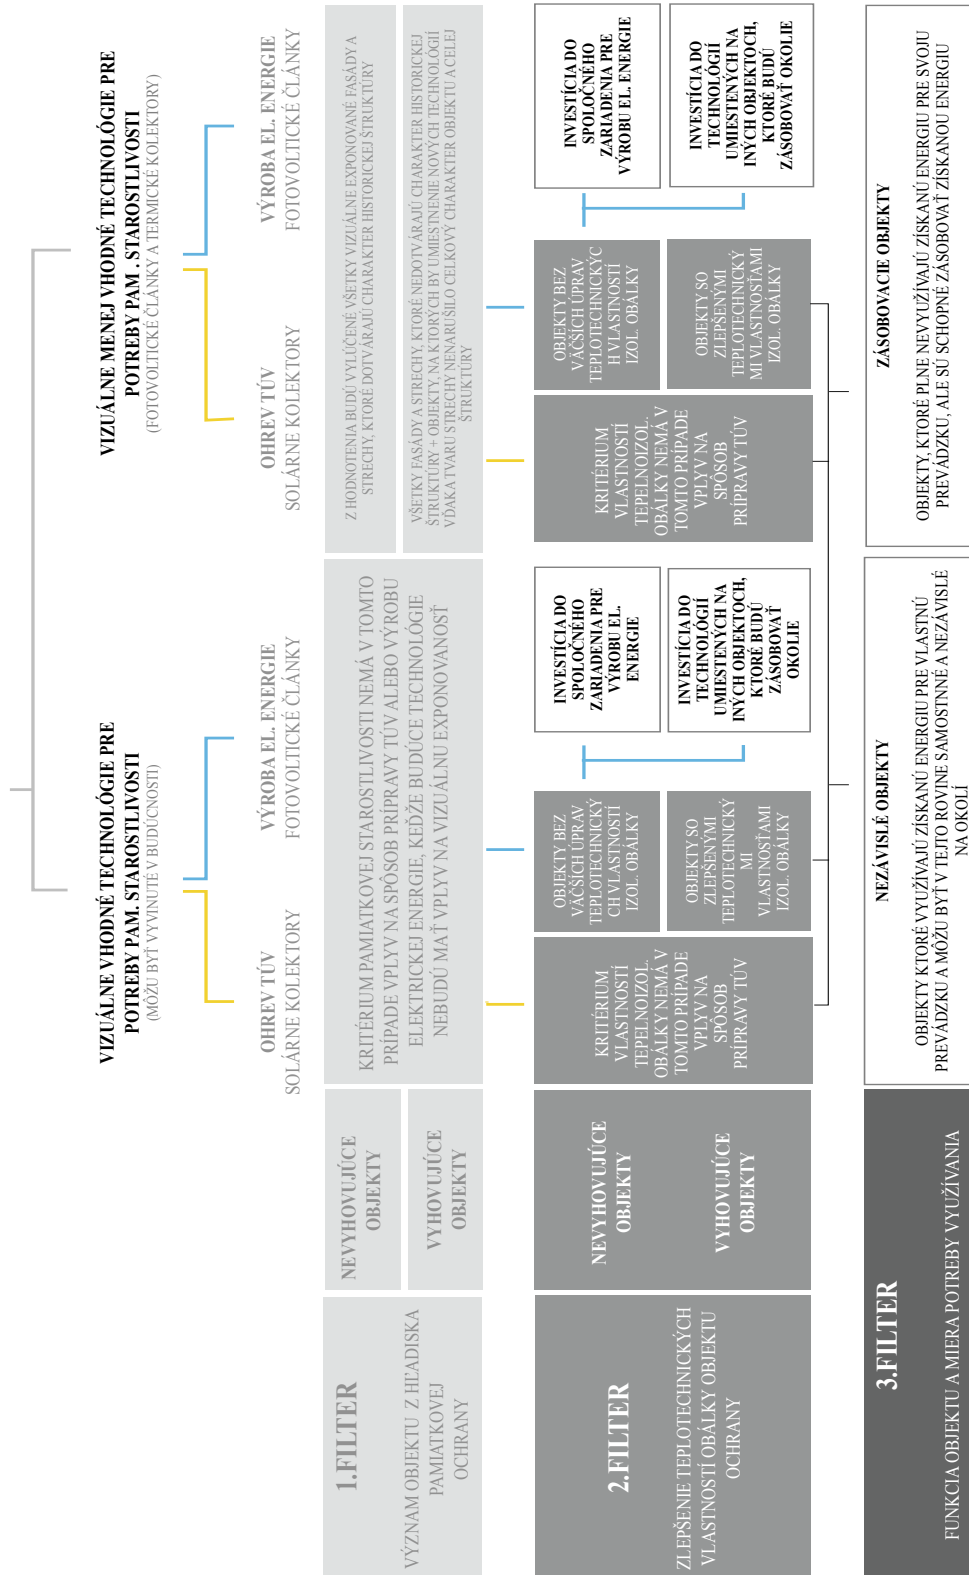 VIZUÁLNE VHODNÉ TECHNOLÓGIE PRE
POTREBY PAM. STAROSTLIVOSTI
(MÔŽU BYŤ VYVINUTÉ V BUDÚCNOSTI)
VIZUÁLNE MENEJ VHODNÉ TECHNOLÓGIE PRE
POTREBY PAM . STAROSTLIVOSTI
(FOTOVOLTICKÉ ČLÁNKY A TERMICKÉ KOLEKTORY)
OHREV TÚV
SOLÁRNE KOLEKTORY
VÝROBA EL. ENERGIE
FOTOVOLTICKÉ ČLÁNKY
OHREV TÚV
SOLÁRNE KOLEKTORY
VÝROBA EL. ENERGIE
FOTOVOLTICKÉ ČLÁNKY
1.FILTER
VÝZNAM OBJEKTU Z HĽADISKA
PAMIATKOVEJ
OCHRANY
NEVYHOVUJÚCE
OBJEKTY
VYHOVUJÚCE
OBJEKTY
KRITÉRIUM PAMIATKOVEJ STAROSTLIVOSTI NEMÁ V TOMTO
PRÍPADE VPLYV NA SPÔSOB PRÍPRAVY TÚV ALEBO VÝROBU
ELEKTRICKEJ ENERGIE, KEĎŽE BUDÚCE TECHNOLÓGIE
NEBUDÚ MAŤ VPLYV NA VIZUÁLNU EXPONOVANOSŤ
Z HODNOTENIA BUDÚ VYLÚČENÉ VŠETKY VIZUÁLNE EXPONOVANÉ FASÁDY A
STRECHY, KTORÉ DOTVÁRAJÚ CHARAKTER HISTORICKEJ ŠTRUKTÚRY
VŠETKY FASÁDY A STRECHY, KTORÉ NEDOTVÁRAJÚ CHARAKTER HISTORICKEJ
ŠTRUKTÚRY + OBJEKTY, NA KTORÝCH BY UMIESTNENIE NOVÝCH TECHNOLÓGIÍ
VĎAKA TVARU STRECHY NENARUŠILO CELKOVÝ CHARAKTER OBJEKTU A CELEJ
ŠTRUKTÚRY
2.FILTER
ZLEPŠENIE TEPLOTECHNICKÝCH
VLASTNOSTÍ OBÁLKY OBJEKTU
OCHRANY
NEVYHOVUJÚCE
OBJEKTY
VYHOVUJÚCE
OBJEKTY
KRITÉRIUM
VLASTNOSTÍ
TEPELNOIZOL.
OBÁLKY NEMÁ V
TOMTO PRÍPADE
VPLYV NA
SPÔSOB
PRÍPRAVY TÚV
OBJEKTY BEZ
VÄČŠÍCH ÚPRAV
TEPLOTECHNICKÝ
CH VLASTNOSTÍ
IZOL. OBÁLKY
OBJEKTY SO
ZLEPŠENÝMI
TEPLOTECHNICKÝ
MI
VLASTNOSŤAMI
IZOL. OBÁLKY
INVESTÍCIA DO
SPOLOČNÉHO
ZARIADENIA PRE
VÝROBU EL.
ENERGIE
INVESTÍCIA DO
TECHNOLÓGIÍ
UMIESTENÝCH NA
INÝCH OBJEKTOCH,
KTORÉ BUDÚ
ZÁSOBOVAŤ
OKOLIE
KRITÉRIUM
VLASTNOSTÍ
TEPELNOIZOL.
OBÁLKY NEMÁ V
TOMTO PRÍPADE
VPLYV NA
SPÔSOB
PRÍPRAVY TÚV
OBJEKTY BEZ
VÄČŠÍCH ÚPRAV
TEPLOTECHNICKÝC
H VLASTNOSTÍ
IZOL. OBÁLKY
OBJEKTY SO
ZLEPŠENÝMI
TEPLOTECHNICKÝ
MI VLASTNOSŤAMI
IZOL. OBÁLKY
INVESTÍCIA DO
SPOLOČNÉHO
ZARIADENIA PRE
VÝROBU EL. ENERGIE
INVESTÍCIA DO
TECHNOLÓGIÍ
UMIESTENÝCH NA
INÝCH OBJEKTOCH,
KTORÉ BUDÚ
ZÁSOBOVAŤ OKOLIE
3.FILTER
FUNKCIA OBJEKTU A MIERA POTREBY VYUŽÍVANIA
NEZÁVISLÉ OBJEKTY
OBJEKTY KTORÉ VYUŽÍVAJÚ ZÍSKANÚ ENERGIU PRE VLASTNÚ
PREVÁDZKU A MÔŽU BYŤ V TEJTO ROVINE SAMOSTNNÉ A NEZÁVISLÉ
NA OKOLÍ
ZÁSOBOVACIE OBJEKTY
OBJEKTY, KTORÉ PLNE NEVYUŽÍVAJÚ ZÍSKANÚ ENERGIU PRE SVOJU
PREVÁDZKU, ALE SÚ SCHOPNÉ ZÁSOBOVAŤ ZÍSKANOU ENERGIU